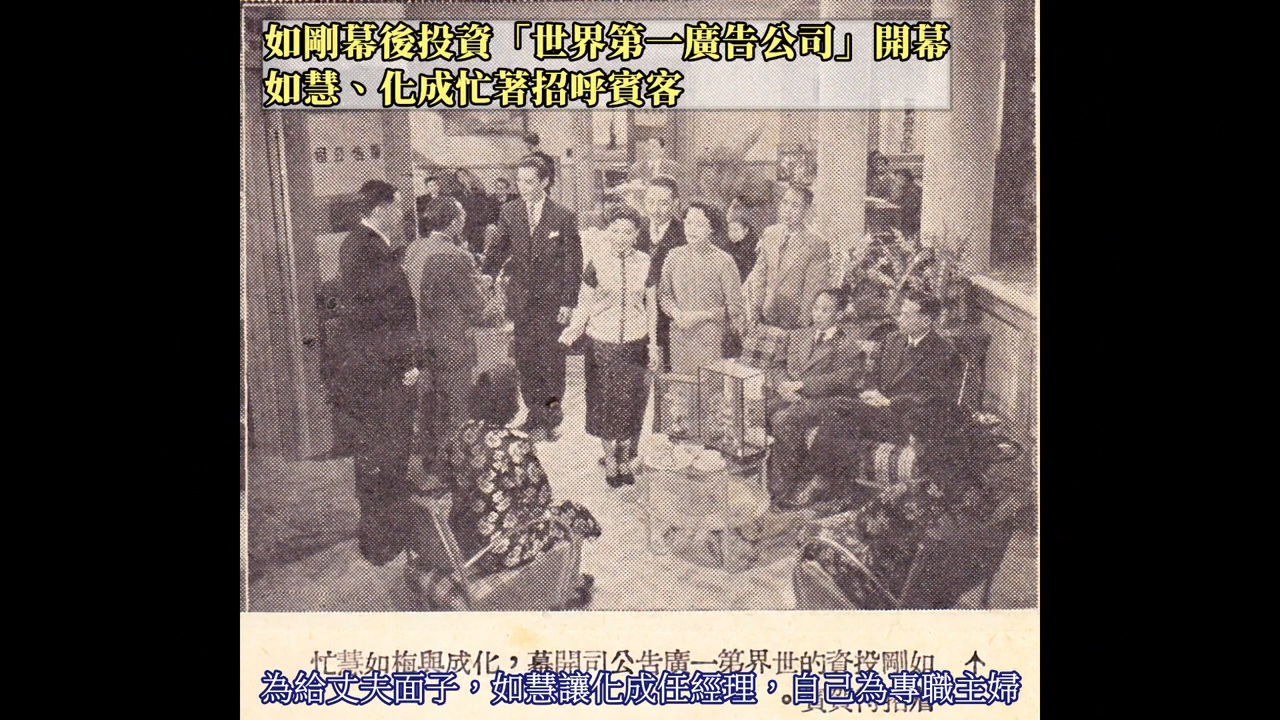 如剛幕後投資「世界第一廣告公司」開幕
如慧、化成忙著招呼賓客
忙慧如梅與成化，幕開司公告廣一第界世的資投剛如
為給丈夫面子，如慧讓化成任經理，自己為專職主婦